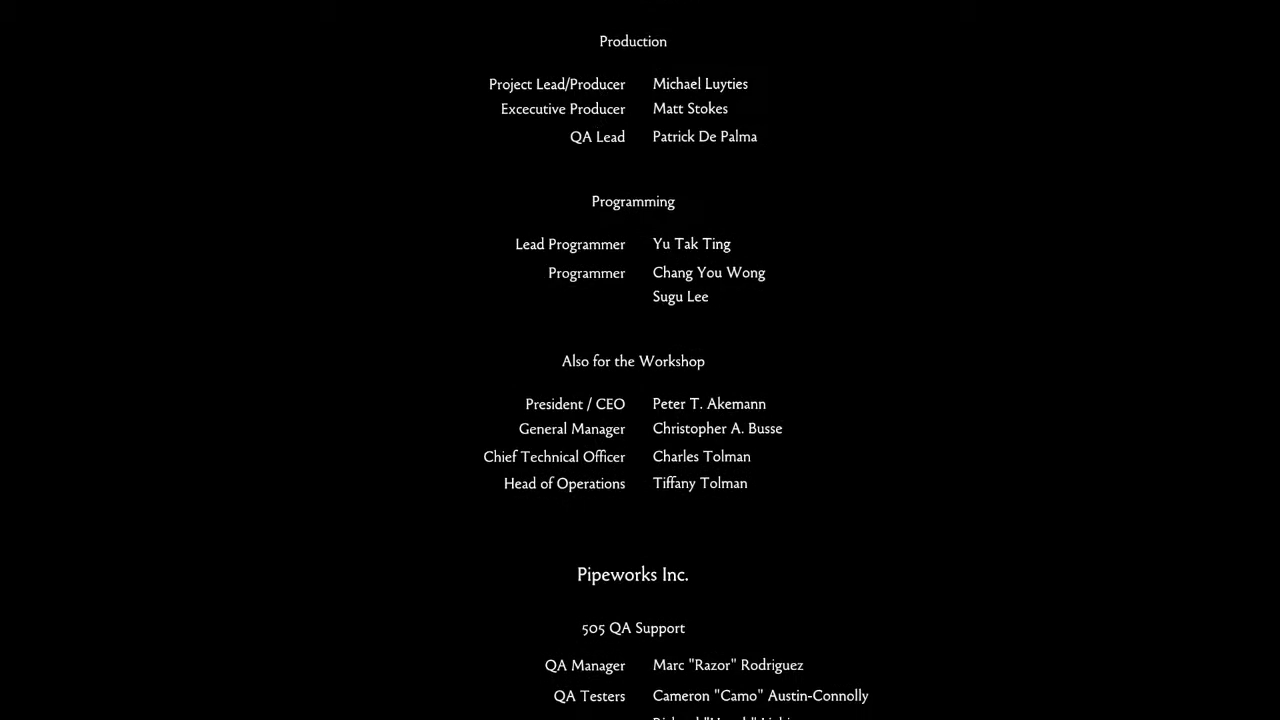 Production
Project Lead/Producer Michael Luyties
Excecutive Producer Matt Stokes
QA Lead Patrick De Palma
Programming
Lead Programmer Yu Tak Ting
Programmer Chang You Wong
Sugu Lee
Also for the Workshop
President / CEO Peter T. Akemann
General Manager Christopher A. Busse
Chief Technical Officer Charles Tolman
Head of Operations Tiffany Tolman
Pipeworks Inc.
505 QA Support
QA Manager Marc "Razor" Rodriguez
QA Testers Cameron "Camo" Austin-Connolly